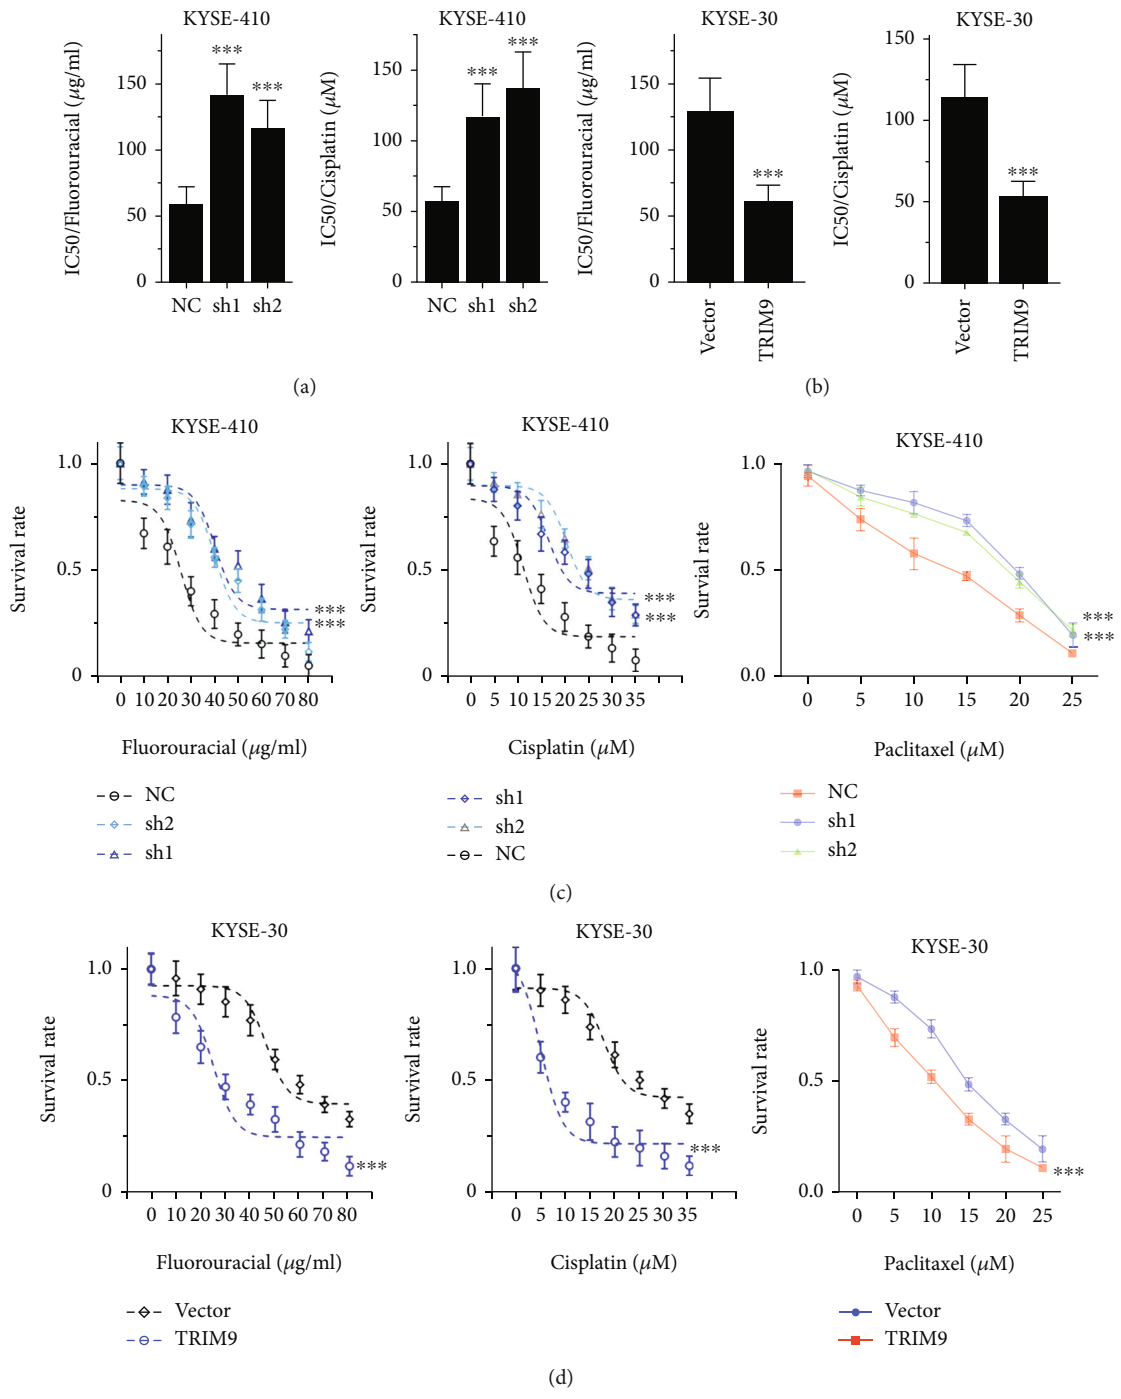 KYSE-410
IC50/Fluorouracial (μg/ml)
150
100
50
0
***
***
NC sh1 sh2
KYSE-410
IC50/Cisplatin (μM)
150
100
50
0
***
***
NC sh1 sh2
(a)
KYSE-30
IC50/Fluorouracial (μg/ml)
150
100
50
0
***
Vector
TRIM9
KYSE-30
IC50/Cisplatin (μM)
150
100
50
0
***
Vector
TRIM9
(b)
KYSE-410
Survival rate
1.0
0.5
0
***
***
0 10 20 30 40 50 60 70 80
Fluorouracial (μg/ml)
NC
sh2
sh1
KYSE-410
Survival rate
1.0
0.5
0
***
***
0 5 10 15 20 25 30 35
Cisplatin (μM)
sh1
sh2
NC
KYSE-410
Survial rate
1.0
0.5
0.0
***
***
0 5 10 15 20 25
Paclitaxel (μM)
NC
sh1
sh2
(c)
KYSE-30
Survival rate
1.0
0.5
0
***
0 10 20 30 40 50 60 70 80
Fluorouracial (μg/ml)
Vector
TRIM9
KYSE-30
Survival rate
1.0
0.5
0
***
0 5 10 15 20 25 30 35
Cisplatin (μM)
KYSE-30
Survival rate
1.0
0.5
0.0
***
0 5 10 15 20 25
Paclitaxel (μM)
Vector
TRIM9
(d)